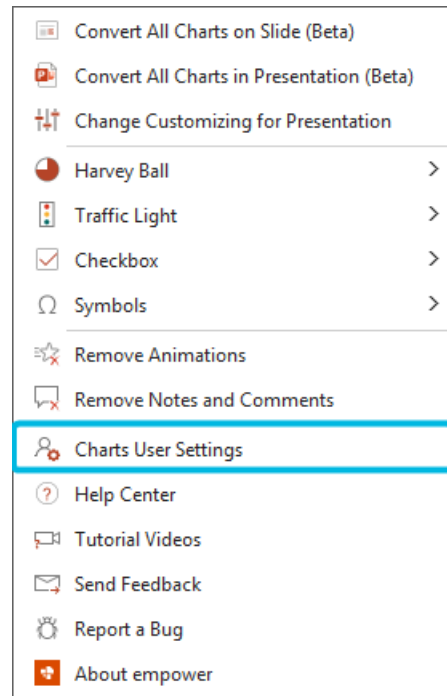 Convert All Charts on Slide (Beta)
Convert All Charts in Presentation (Beta)
Change Customizing for Presentation
Harvey Ball
Traffic Light
Checkbox
Symbols
Remove Animations
Remove Notes and Comments
Charts User Settings
Help Center
Tutorial Videos
Send Feedback
Report a Bug
About empower